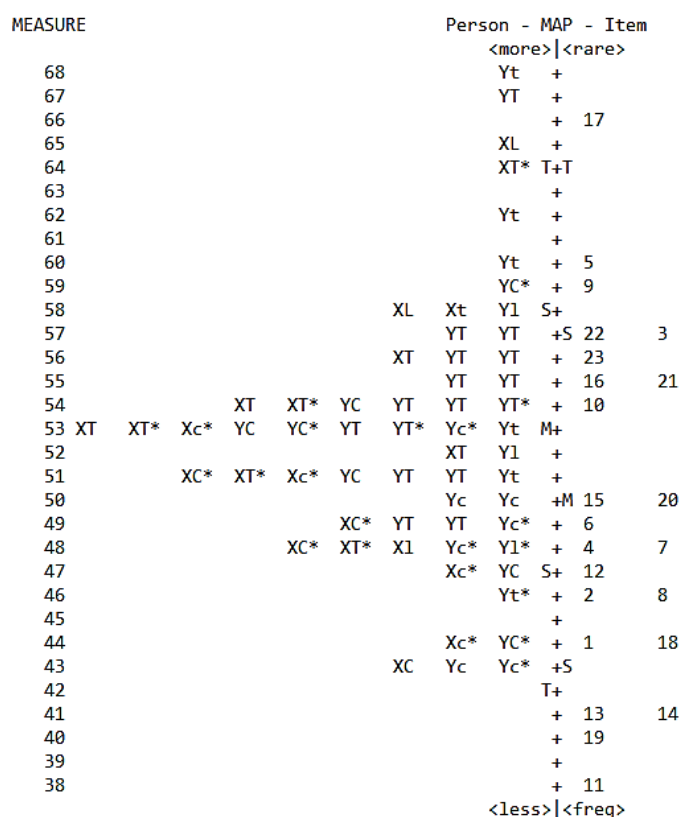 MEASURE                                 Person - MAP - Item
                                            <more>|<rare>
   68                                        Yt   +
   67                                        YT   +
   66                                             +  17
   65                                        XL   +
   64                                        XT* T+T
   63                                             +
   62                                        Yt   +
   61                                             +
   60                                        Yt   +  5
   59                                        YC*  +  9
   58                              XL   Xt   Yl  S+
   57                                   YT   YT   +S 22     3
   56                              XT   YT   YT   +  23
   55                                   YT   YT   +  16     21
   54                XT   XT*  YC   YT   YT   YT*  +  10
   53 XT   XT*  Xc*  YC   YC*  YT   YT*  Yc*  Yt  M+
   52                                   XT   Yl   +
   51           XC*  XT*  Xc*  YC   YT   YT   Yt   +
   50                                   Yc   Yc   +M 15     20
   49                         XC*  YT   YT   Yc*  +  6
   48                    XC*  XT*  Xl   Yc*  Yl*  +  4      7
   47                                   Xc*  YC  S+  12
   46                                        Yt*  +  2      8
   45                                             +
   44                                   Xc*  YC*  +  1      18
   43                              XC   Yc   Yc*  +S
   42                                            T+
   41                                             +  13     14
   40                                             +  19
   39                                             +
   38                                             +  11
                                            <less>|<freq>